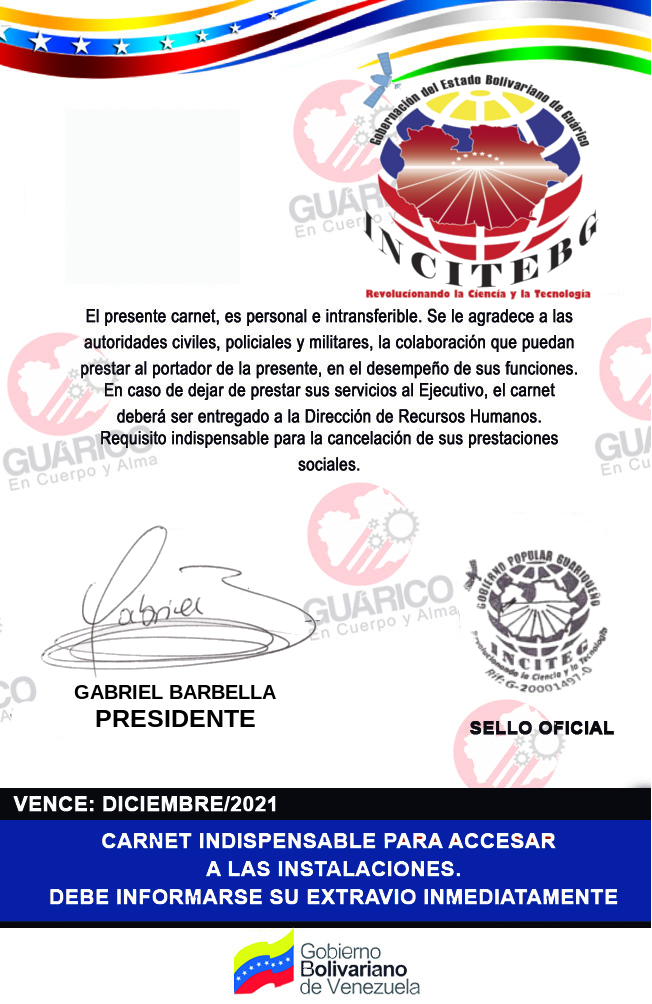 Gobernación del Estado Bolivariano de Guárico
INCITEBG
Revolucionando la Ciencia y la Tecnología
GUÁRICO
En Cuerpo y
El presente carnet, es personal e intransferible. Se le agradece a las
autoridades civiles, policiales y militares, la colaboración que puedan
prestar al portador de la presente, en el desempeño de sus funciones.
En caso de dejar de prestar sus servicios al Ejecutivo, el carnet
deberá ser entregado a la Dirección de Recursos Humanos.
Requisito indispensable para la cancelación de sus prestaciones
sociales.
GUÁRICO
En Cuerpo y Alma
GUÁ
En Cu
GUÁRICO
En Cuerpo y Alma
Gabriel B
GOBIERNO POPULAR GUARIQUEÑO
INCITEG
Revolucionando la Ciencia y la Tecnología
Rif: G-20001491-0
CO
GABRIEL BARBELLA
PRESIDENTE
SELLO OFICIAL
VENCE: DICIEMBRE/2021
CARNET INDISPENSABLE PARA ACCESAR
A LAS INSTALACIONES.
DEBE INFORMARSE SU EXTRAVIO INMEDIATAMENTE
Gobierno
Bolivariano
de Venezuela